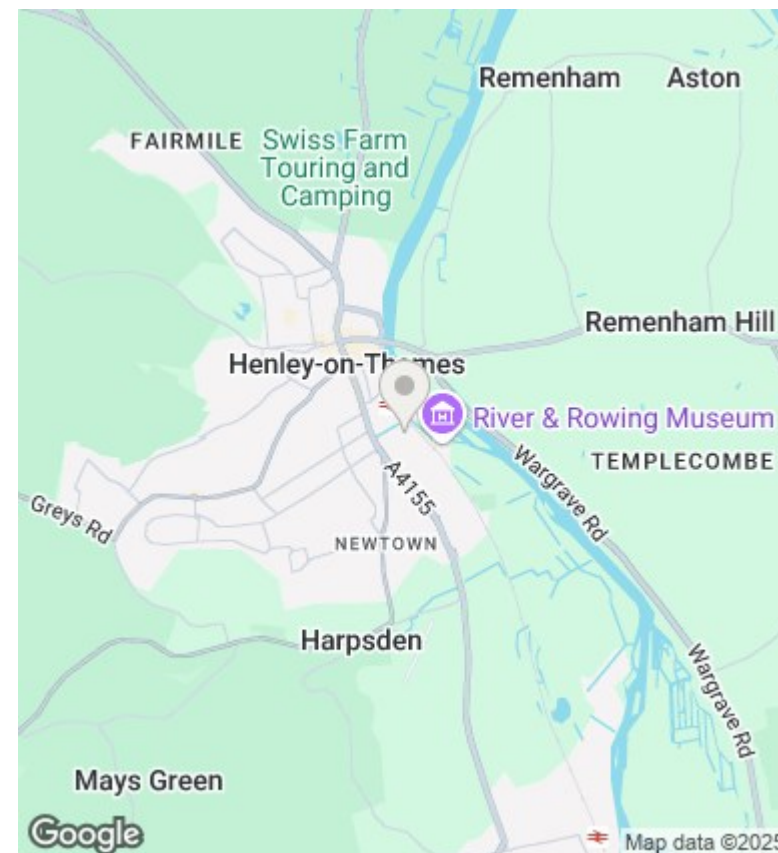 Remenham
Aston
FAIRMILE
Swiss Farm
Touring and
Camping
Remenham Hill
Henley-on-Thames
River & Rowing Museum
TEMPLECOMBE
Wargrave Rd
A4155
Greys Rd
NEWTOWN
Harpsden
Wargrave Rd
Mays Green
Google
Map data ©2025